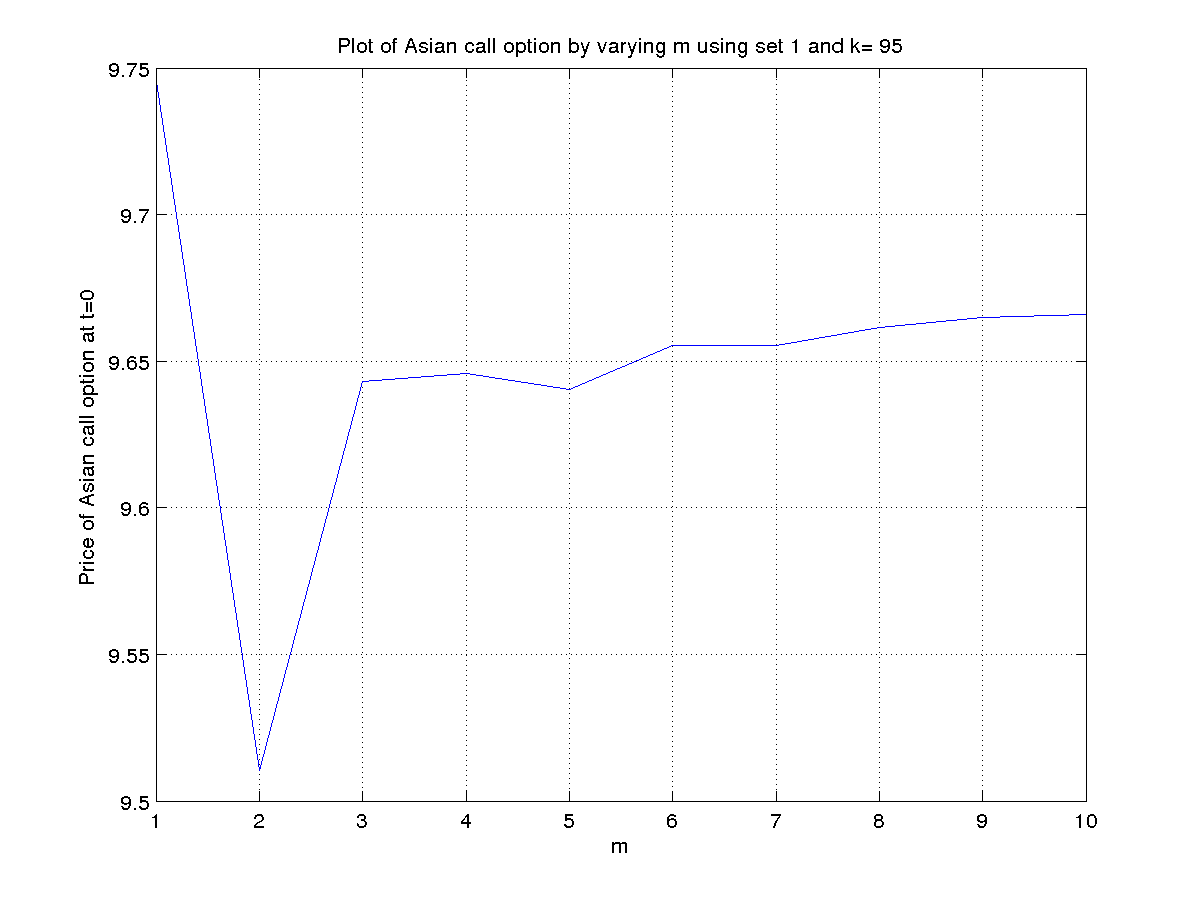 Plot of Asian call option by varying m using set 1 and k= 95
9.75
9.7
9.65
9.6
9.55
9.5
Price of Asian call option at t=0
1 2 3 4 5 6 7 8 9 10
m